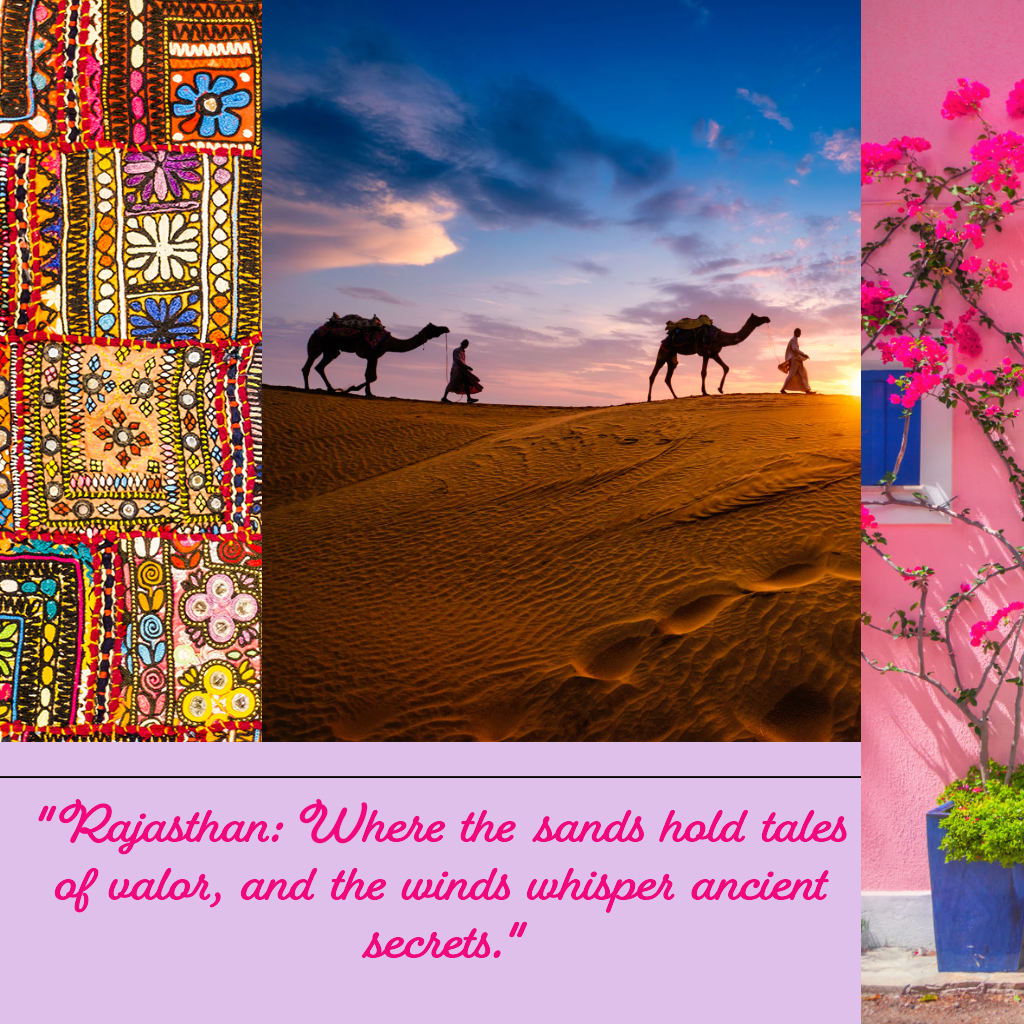 "Rajasthan: Where the sands hold tales
of valor, and the winds whisper ancient
secrets."